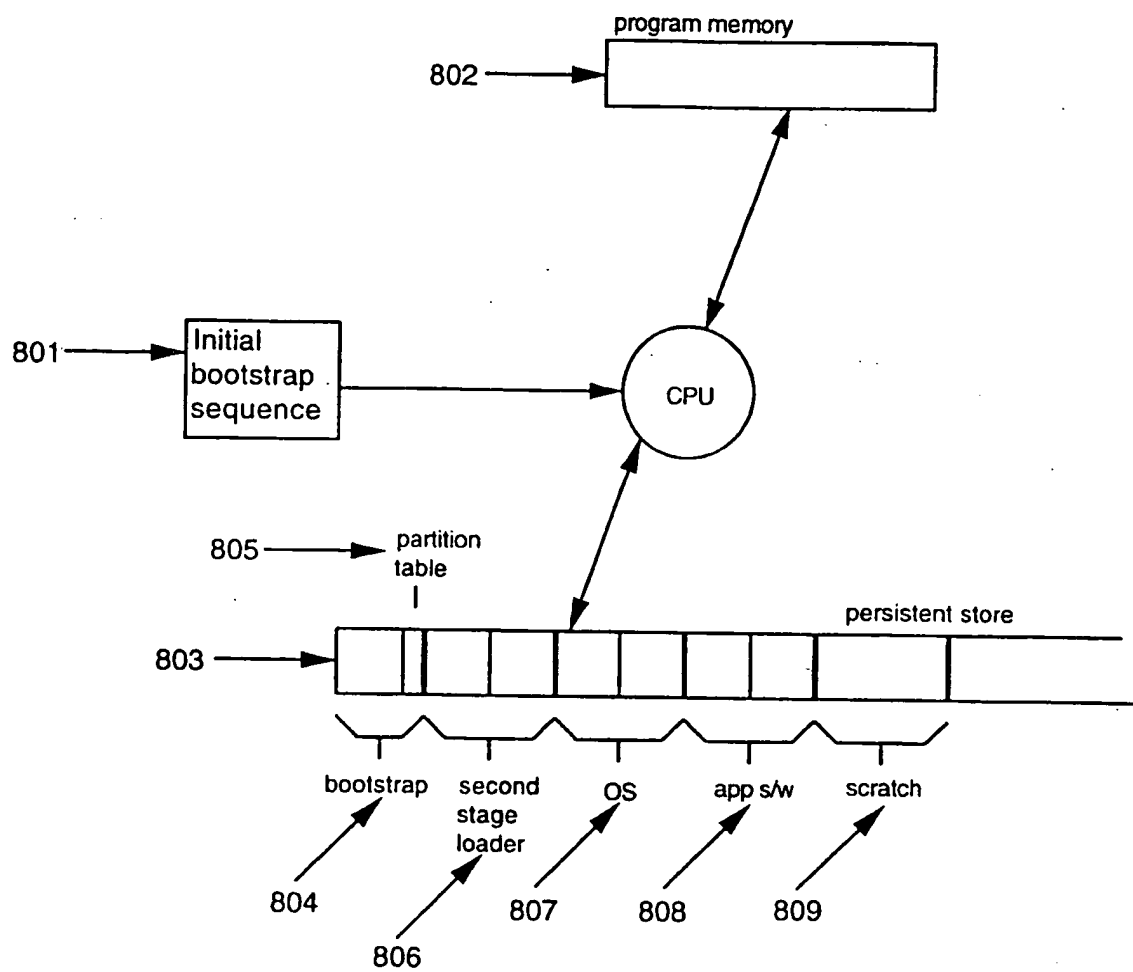 program memory
802
801
Initial
bootstrap
sequence
CPU
805
partition
table
persistent store
803
bootstrap
second
stage
loader
OS
app s/w
scratch
804
806
807
808
809